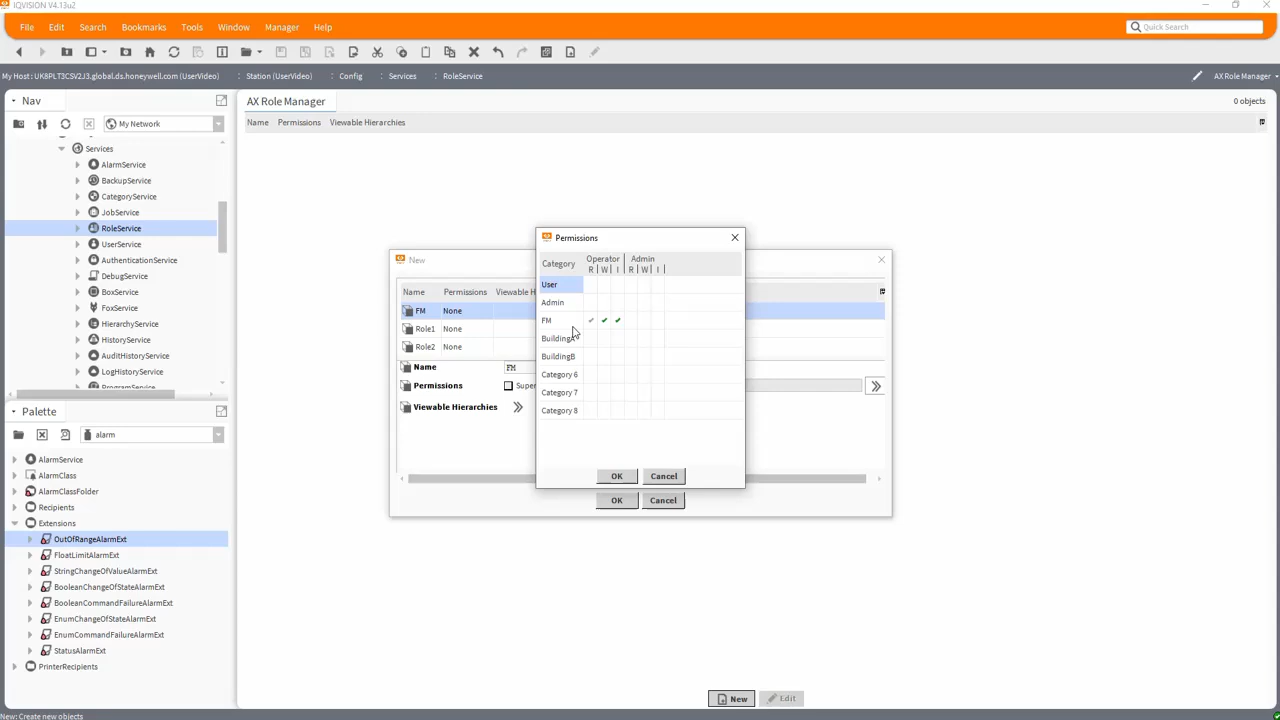 IQVISION V4.13u2
File Edit Search Bookmarks Tools Window Manager Help
Quick Search
My Host : UK8PLT3CSV2J3.global.ds.honeywell.com (UserVideo) : Station (UserVideo) : Config : Services : RoleService
AX Role Manager
Nav
My Network
Services
AlarmService
BackupService
CategoryService
JobService
RoleService
UserService
AuthenticationService
DebugService
BoxService
FoxService
HierarchyService
HistoryService
AuditHistoryService
LogHistoryService
ProgramService
Palette
alarm
AlarmService
AlarmClass
AlarmClassFolder
Recipients
Extensions
OutOfRangeAlarmExt
FloatLimitAlarmExt
StringChangeOfValueAlarmExt
BooleanChangeOfStateAlarmExt
BooleanCommandFailureAlarmExt
EnumChangeOfStateAlarmExt
EnumCommandFailureAlarmExt
StatusAlarmExt
PrinterRecipients
AX Role Manager
0 objects
Name Permissions Viewable Hierarchies
New
Name Permissions Viewable H
FM None
Role1 None
Role2 None
Name FM
Permissions Super
Viewable Hierarchies
OK Cancel
Permissions
Category Operator Admin
R | W | I R | W | I
User
Admin
FM
BuildingA
BuildingB
Category 6
Category 7
Category 8
OK Cancel
New Edit
New: Create new objects